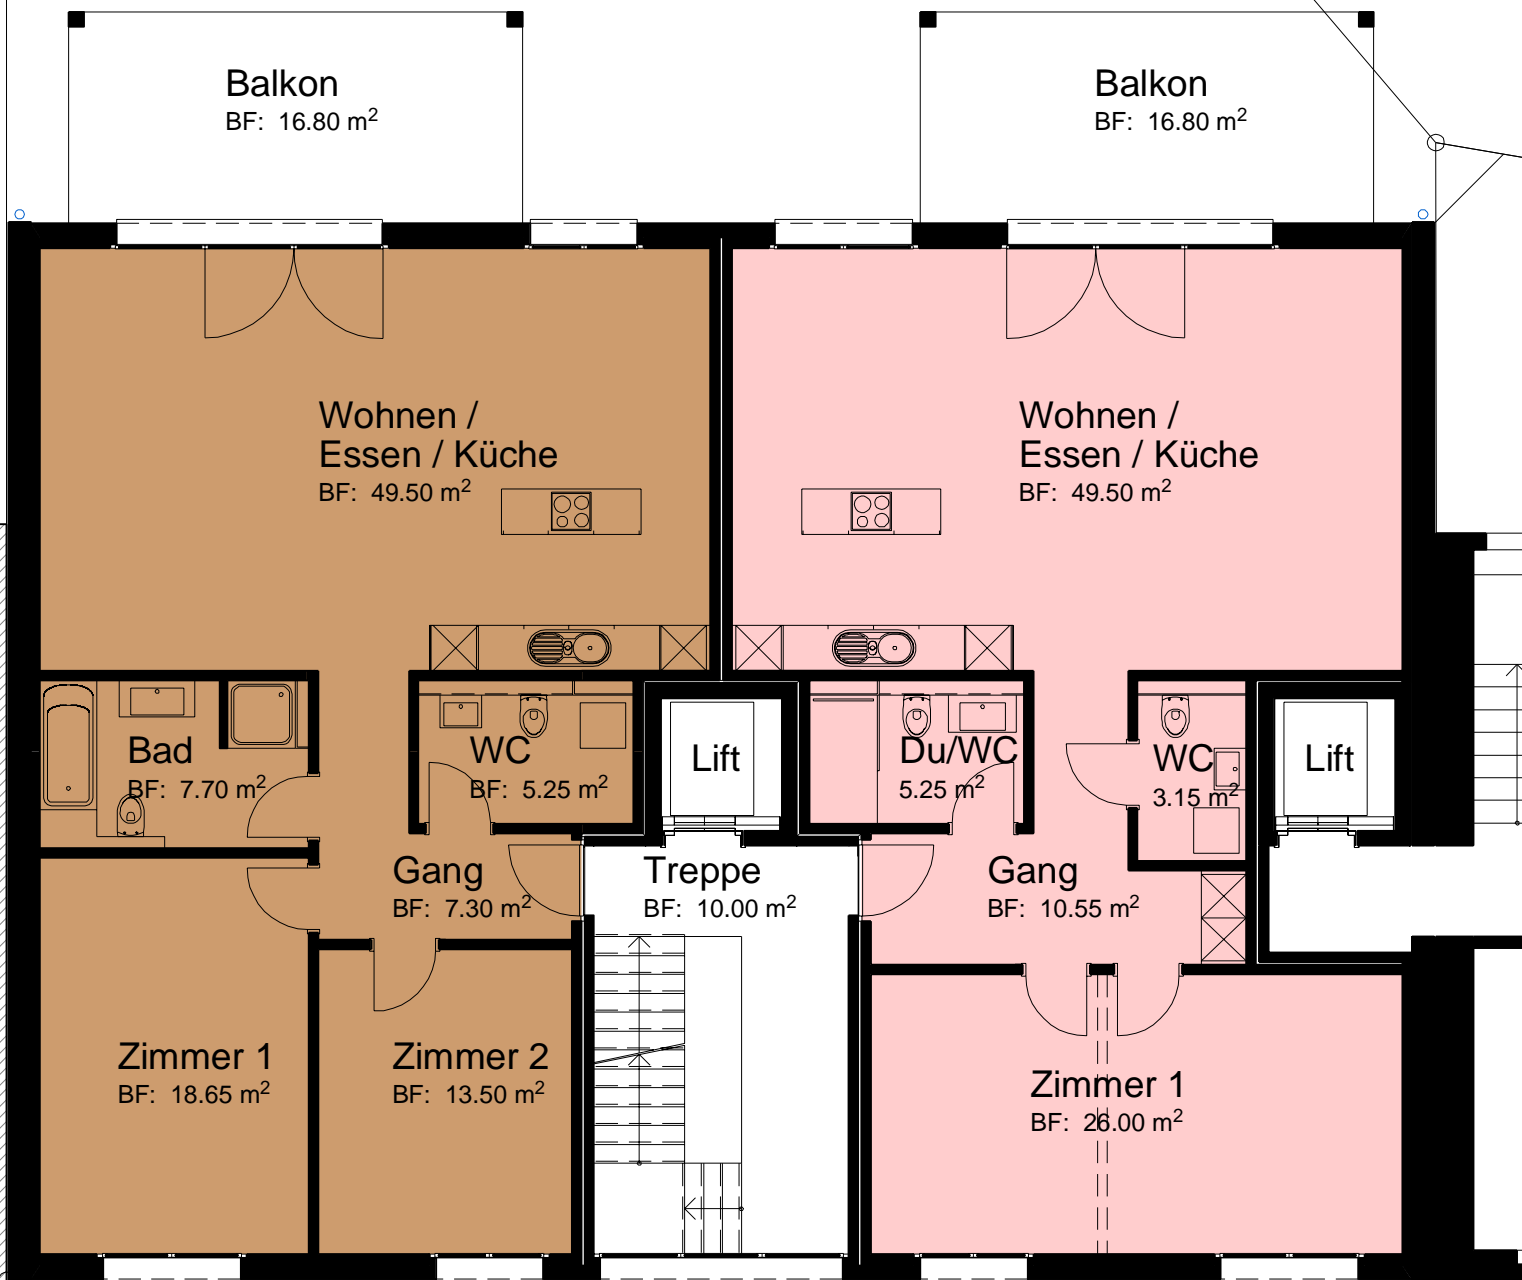 Balkon
BF: 16.80 m²
Balkon
BF: 16.80 m²
Wohnen /
Essen / Küche
BF: 49.50 m²
Wohnen /
Essen / Küche
BF: 49.50 m²
Bad
BF: 7.70 m²
WC
BF: 5.25 m²
Lift
Du/WC
5.25 m²
WC
3.15 m²
Lift
Gang
BF: 7.30 m²
Treppe
BF: 10.00 m²
Gang
BF: 10.55 m²
Zimmer 1
BF: 18.65 m²
Zimmer 2
BF: 13.50 m²
Zimmer 1
BF: 26.00 m²